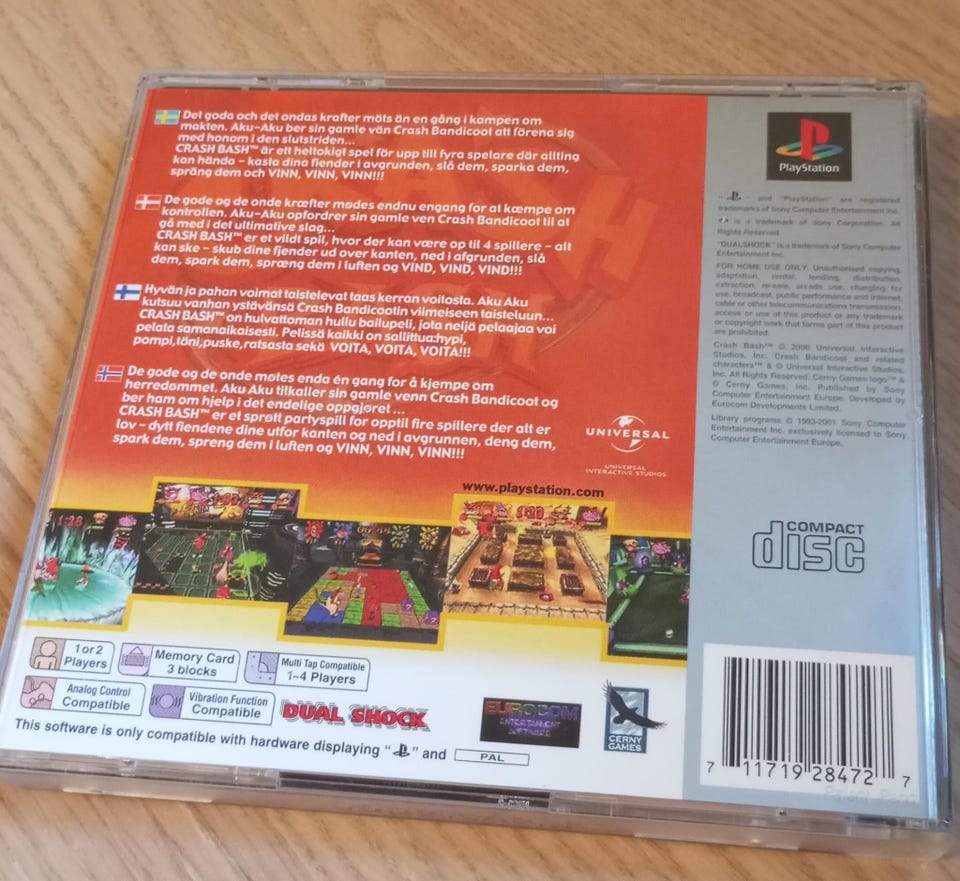 Det goda och det ondas krafter möts än en gång i kampen om
makten. Aku-Aku ber sin gamle vän Crash Bandicoot att förena sig
med honom i den slutstriden...
CRASH BASH™ är ett heltokigt spel för upp till fyra spelare där allting
kan hända – kasta dina fiender i avgrunden, slå dem, sparka dem,
spräng dem och VINN, VINN, VINN!!!
De gode og de onde kræfter mødes endnu engang for at kæmpe om
kontrollen. Aku-Aku opfordrer sin gamle ven Crash Bandicoot til at
gå med i det ultimative slag...
CRASH BASH™ er et vildt spil, hvor der kan være op til 4 spillere – alt
kan ske – skub dine fjender ud over kanten, ned i afgrunden, slå
dem, spark dem, spræng dem i luften og VIND, VIND, VIND!!!
Hyvän ja pahan voimat taistelevat taas kerran voitosta. Aku Aku
kutsuu vanhan ystävänsä Crash Bandicootin viimeiseen taisteluun...
CRASH BASH™ on hulvattoman hullu bailupeli, jota neljä pelaajaa voi
pelata samanaikaisesti. Pelissä kaikki on sallittua:hypi,
pompi,töni,puske,ratsasta sekä VOITA, VOITA, VOITA!!!
De gode og de onde møtes enda én gang for å kjempe om
herredømmet. Aku Aku tilkaller sin gamle venn Crash Bandicoot og
ber ham om hjelp i det endelige oppgjøret ...
CRASH BASH™ er et sprøtt partyspill for opptil fire spillere der alt er
lov – dytt fiendene dine utfor kanten og ned i avgrunnen, deng dem,
spark dem, spreng dem i luften og VINN, VINN, VINN!!!
UNIVERSAL
UNIVERSAL
INTERACTIVE STUDIOS
www.playstation.com
1:28
1 or 2
Players
Memory Card
3 blocks
Multi Tap Compatible
1~4 Players
Analog Control
Compatible
Vibration Function
Compatible
DUAL SHOCK
EUROCOM
ENTERTAINMENT
SOFTWARE
CERNY
GAMES
This software is only compatible with hardware displaying " " and
PAL
PlayStation
" " and "PlayStation" are registered
trademarks of Sony Computer Entertainment Inc.
is a trademark of Sony Corporation. All
Rights Reserved.
"DUALSHOCK" is a trademark of Sony Computer
Entertainment Inc.
FOR HOME USE ONLY. Unauthorised copying,
adaptation, rental, lending, distribution,
extraction, re-sale, arcade use, charging for
use, broadcast, public performance and internet,
cable or other telecommunications transmission,
access or use of this product or any trademark
or copyright work that forms part of this product
are prohibited.
Crash Bash™ © 2000 Universal Interactive
Studios, Inc. Crash Bandicoot and related
characters™ & © Universal Interactive Studios,
Inc. All Rights Reserved. Cerny Games logo™ &
© Cerny Games, Inc. Published by Sony
Computer Entertainment Europe. Developed by
Eurocom Developments Limited.
Library programs © 1993-2001 Sony Computer
Entertainment Inc. exclusively licensed to Sony
Computer Entertainment Europe.
COMPACT
disc
7 11719 28472 7